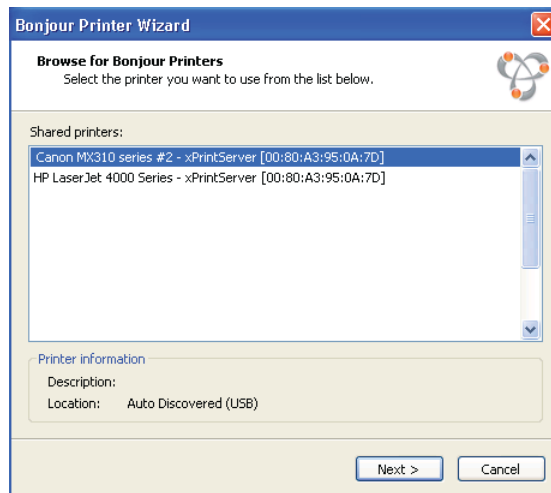 Bonjour Printer Wizard
Browse for Bonjour Printers
Select the printer you want to use from the list below.
Shared printers:
Canon MX310 series #2 - xPrintServer [00:80:A3:95:0A:7D]
HP LaserJet 4000 Series - xPrintServer [00:80:A3:95:0A:7D]
Printer information
Description:
Location: Auto Discovered (USB)
Next > Cancel